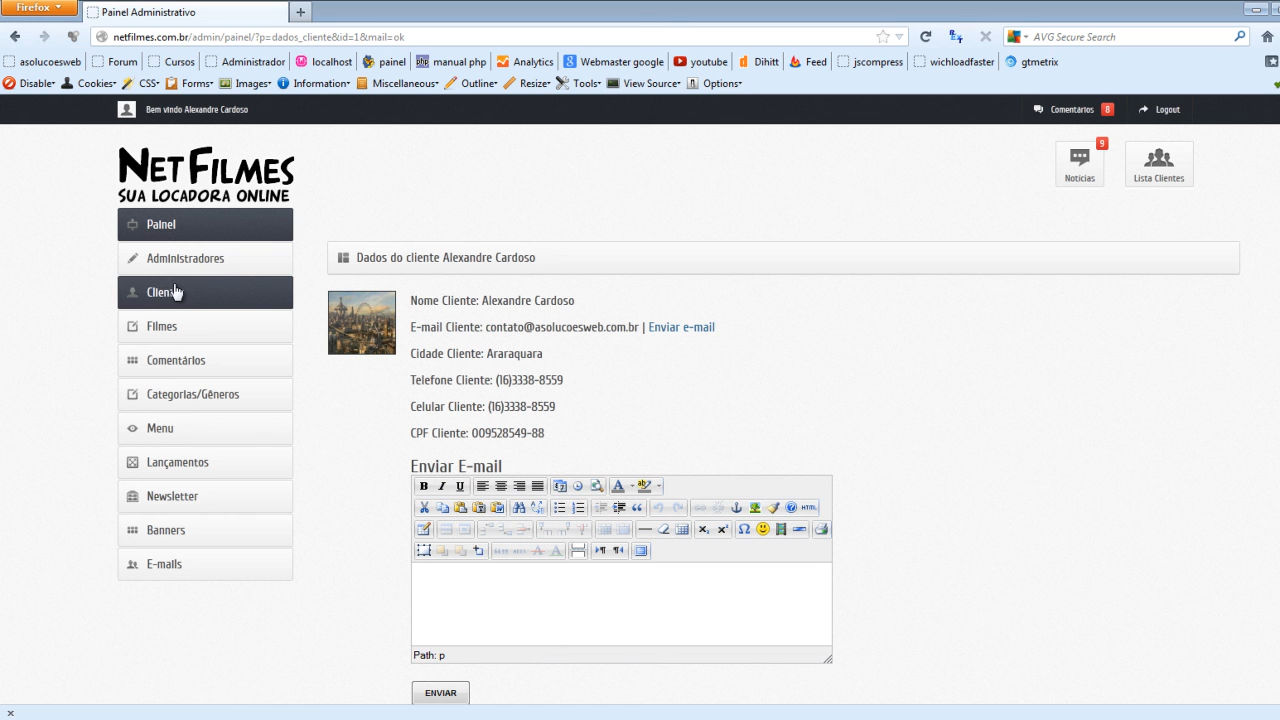 Firefox
Painel Administrativo
netfilmes.com.br/admin/painel/?p=dados_cliente&id=1&mail=ok
AVG Secure Search
asolucoesweb Forum Cursos Administrador localhost painel manual php Analytics Webmaster google youtube Dihitt Feed jscompress wichloadfaster gtmetrix
Disable Cookies CSS Forms Images Information Miscellaneous Outline Resize Tools View Source Options
Bem vindo Alexandre Cardoso
Comentários 8 Logout
NetFilmes
sua locadora online
9
Notícias Lista Clientes
Painel
Administradores
Filmes
Comentários
Categorias/Gêneros
Menu
Lançamentos
Newsletter
Banners
E-mails
Dados do cliente Alexandre Cardoso
Nome Cliente: Alexandre Cardoso
E-mail Cliente: contato@asolucoesweb.com.br | Enviar e-mail
Cidade Cliente: Araraquara
Telefone Cliente: (16)3338-8559
Celular Cliente: (16)3338-8559
CPF Cliente: 009528549-88
Enviar E-mail
B I U
HTML
Path: p
ENVIAR